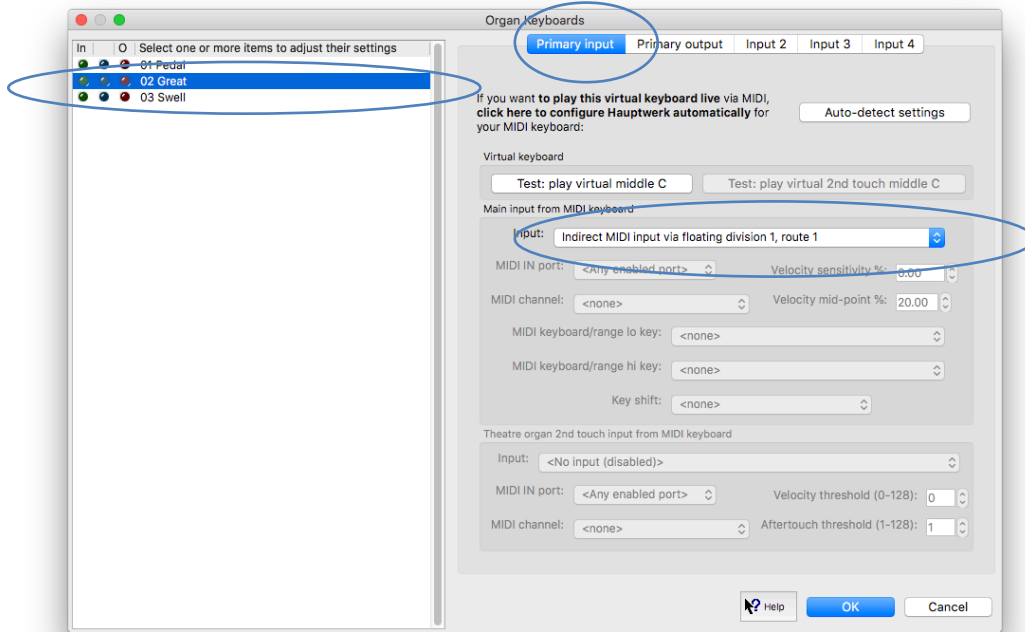 Organ Keyboards
In O Select one or more items to adjust their settings
01 Pedal
02 Great
03 Swell
Primary input Primary output Input 2 Input 3 Input 4
If you want to play this virtual keyboard live via MIDI,
click here to configure Hauptwerk automatically for
your MIDI keyboard:
Auto-detect settings
Virtual keyboard
Test: play virtual middle C Test: play virtual 2nd touch middle C
Main input from MIDI keyboard
Input: Indirect MIDI input via floating division 1, route 1
MIDI IN port: <Any enabled port> Velocity sensitivity %: 0.00
MIDI channel: <none> Velocity mid-point %: 20.00
MIDI keyboard/range lo key: <none>
MIDI keyboard/range hi key: <none>
Key shift: <none>
Theatre organ 2nd touch input from MIDI keyboard
Input: <No input (disabled)>
MIDI IN port: <Any enabled port> Velocity threshold (0-128): 0
MIDI channel: <none> Aftertouch threshold (1-128): 1
? Help OK Cancel